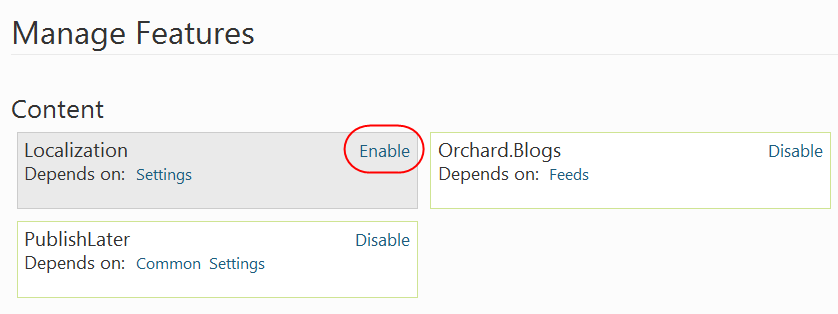 Manage Features
Content
Localization Enable
Depends on: Settings
Orchard.Blogs Disable
Depends on: Feeds
PublishLater Disable
Depends on: Common Settings